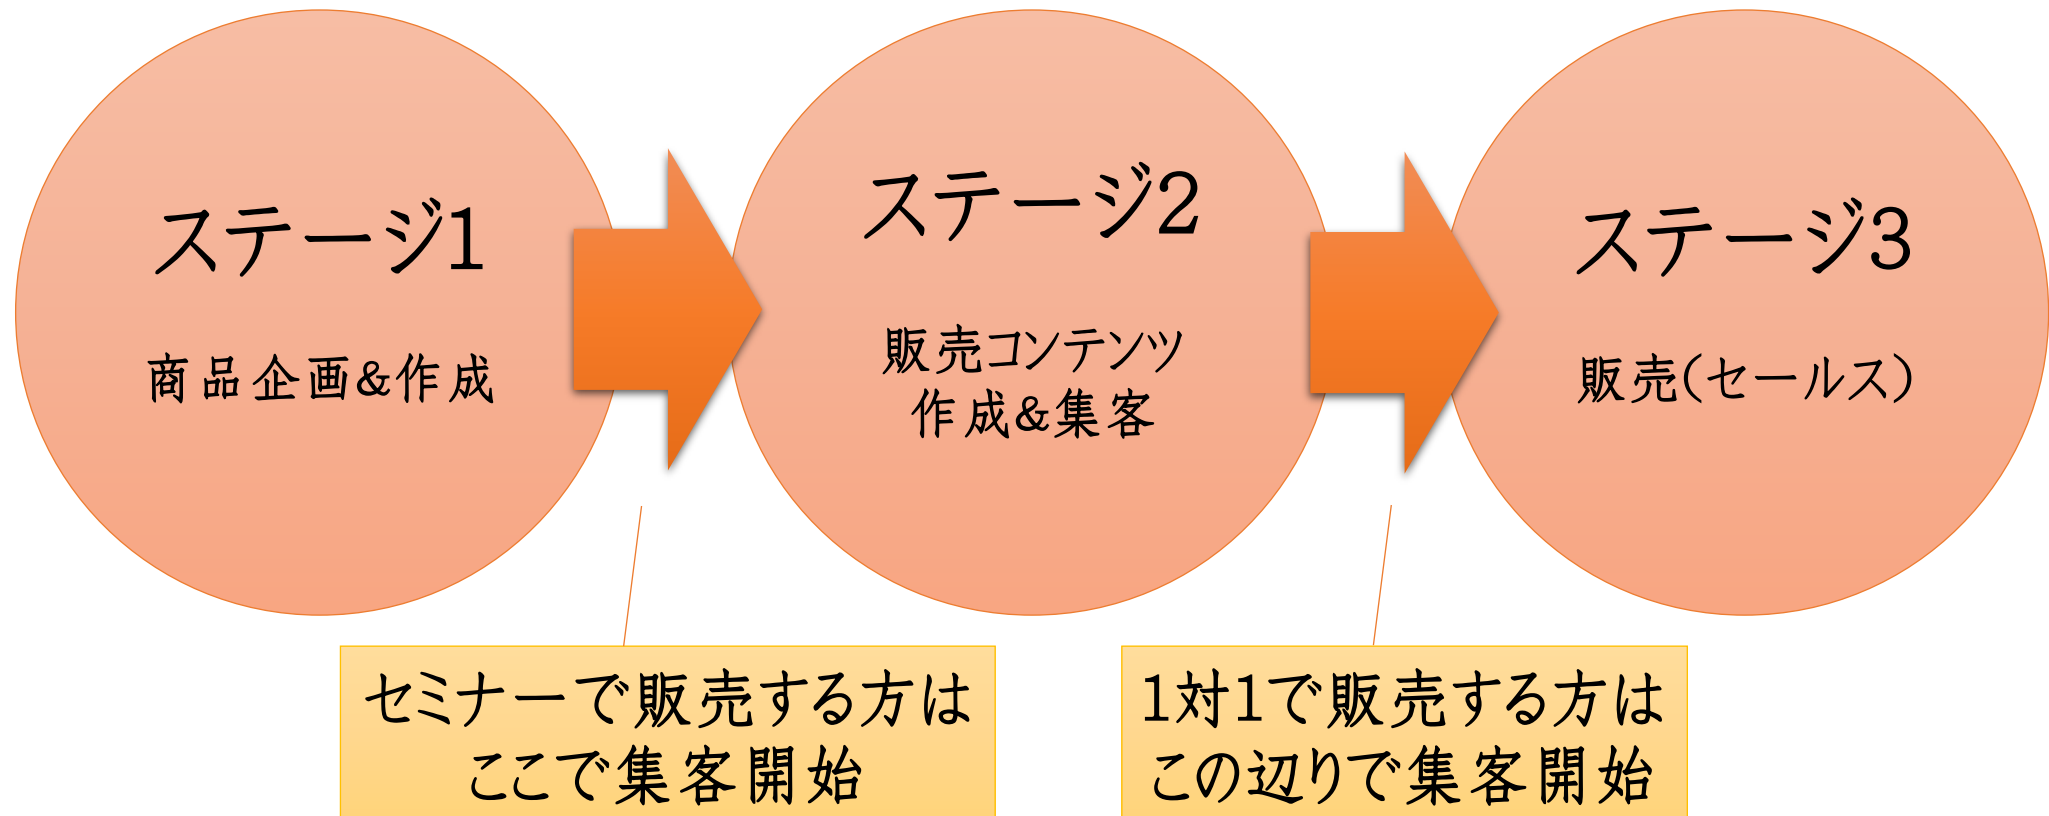 ステージ1
商品企画&作成
ステージ2
販売コンテンツ
作成&集客
ステージ3
販売(セールス)
セミナーで販売する方は
ここで集客開始
1対1で販売する方は
この辺りで集客開始